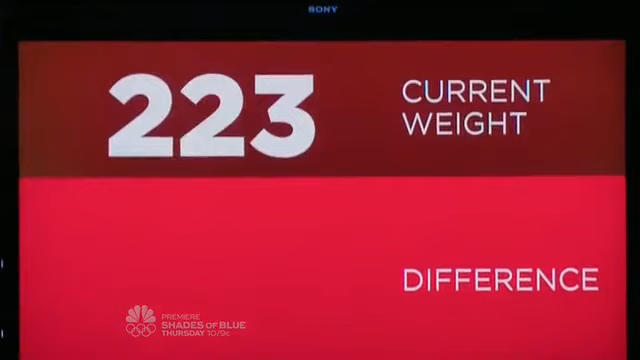 SONY
223
CURRENT
WEIGHT
DIFFERENCE
PREMIERE
SHADES OF BLUE
THURSDAY 10/9c